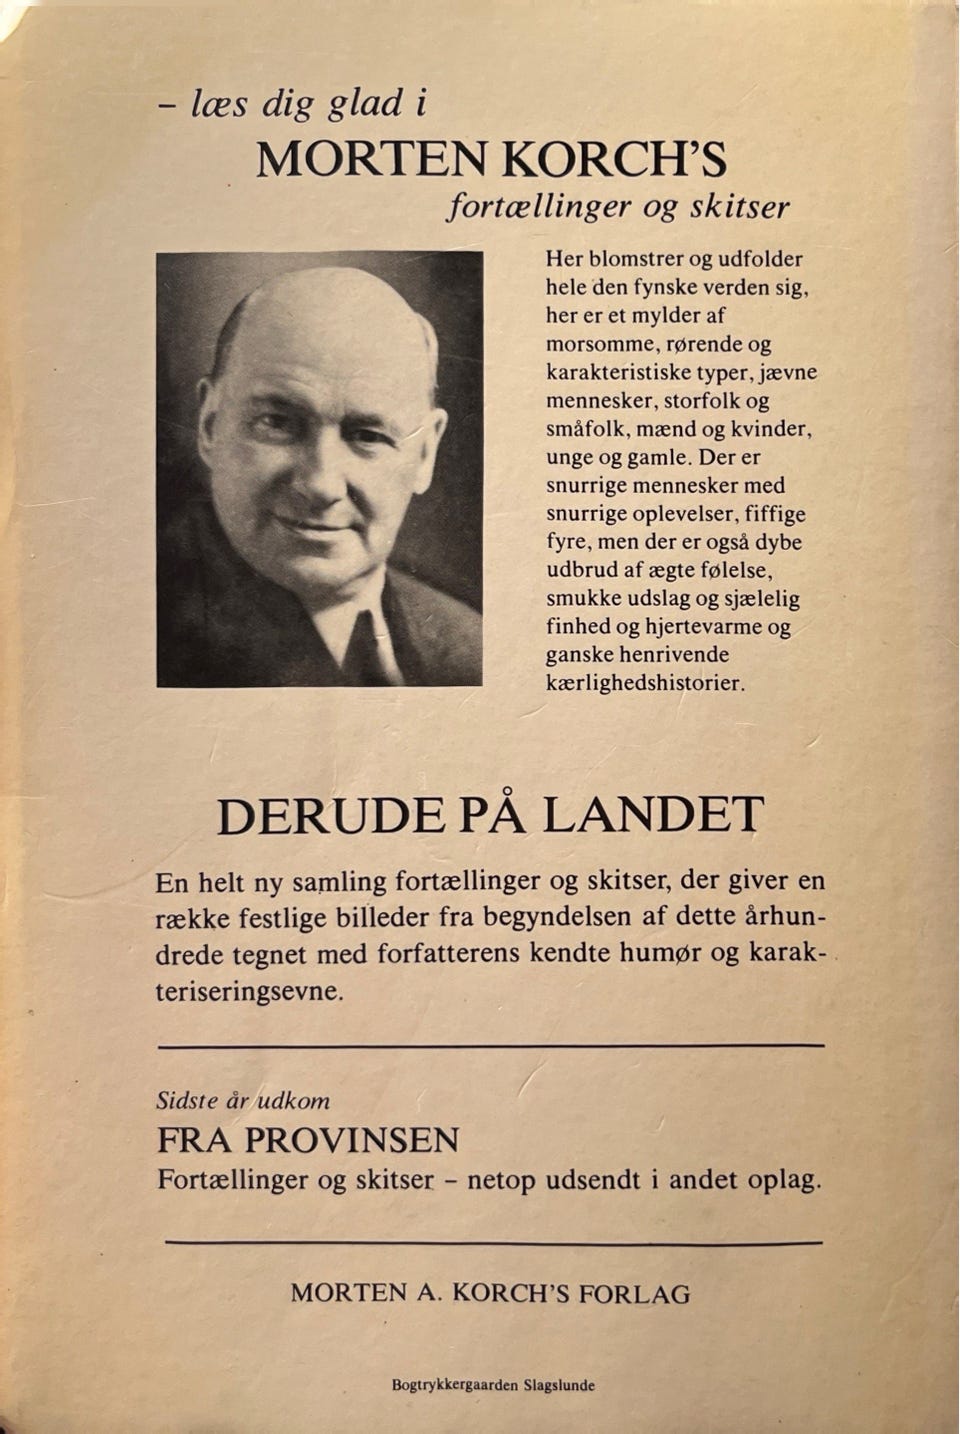 – læs dig glad i
MORTEN KORCH'S
fortællinger og skitser
Her blomstrer og udfolder
hele den fynske verden sig,
her er et mylder af
morsomme, rørende og
karakteristiske typer, jævne
mennesker, storfolk og
småfolk, mænd og kvinder,
unge og gamle. Der er
snurrige mennesker med
snurrige oplevelser, fiffige
fyre, men der er også dybe
udbrud af ægte følelse,
smukke udslag og sjælelig
finhed og hjertevarme og
ganske henrivende
kærlighedshistorier.
DERUDE PÅ LANDET
En helt ny samling fortællinger og skitser, der giver en
række festlige billeder fra begyndelsen af dette århun-
drede tegnet med forfatterens kendte humør og karak-
teriseringsevne.
Sidste år udkom
FRA PROVINSEN
Fortællinger og skitser – netop udsendt i andet oplag.
MORTEN A. KORCH'S FORLAG
Bogtrykkergaarden Slagslunde